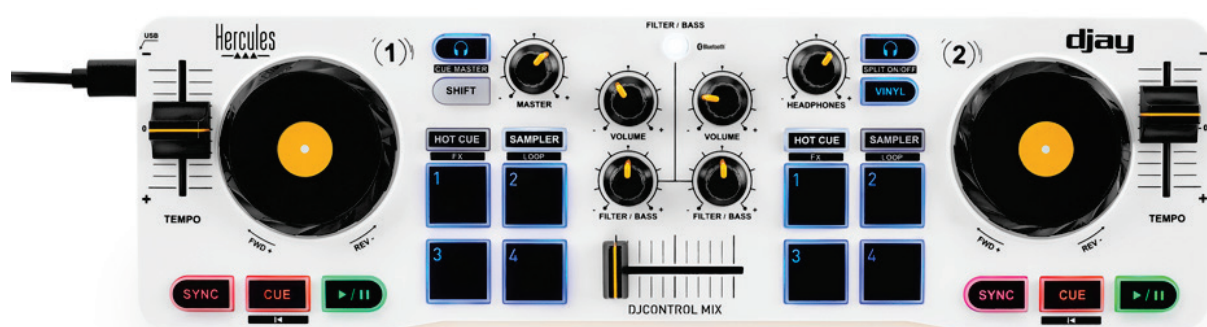 USB
-
0
+
TEMPO
Hercules
FWD +
REV -
SYNC
CUE
(1)
CUE MASTER
SHIFT
MASTER
- +
HOT CUE
SAMPLER
FX
LOOP
1
2
3
4
FILTER / BASS
Bluetooth
VOLUME
- +
VOLUME
- +
FILTER / BASS
- +
FILTER / BASS
- +
DJCONTROL MIX
HEADPHONES
- +
SPLIT ON/OFF
VINYL
HOT CUE
SAMPLER
FX
LOOP
1
2
3
4
(2)
djay
FWD +
REV -
SYNC
CUE
-
0
+
TEMPO